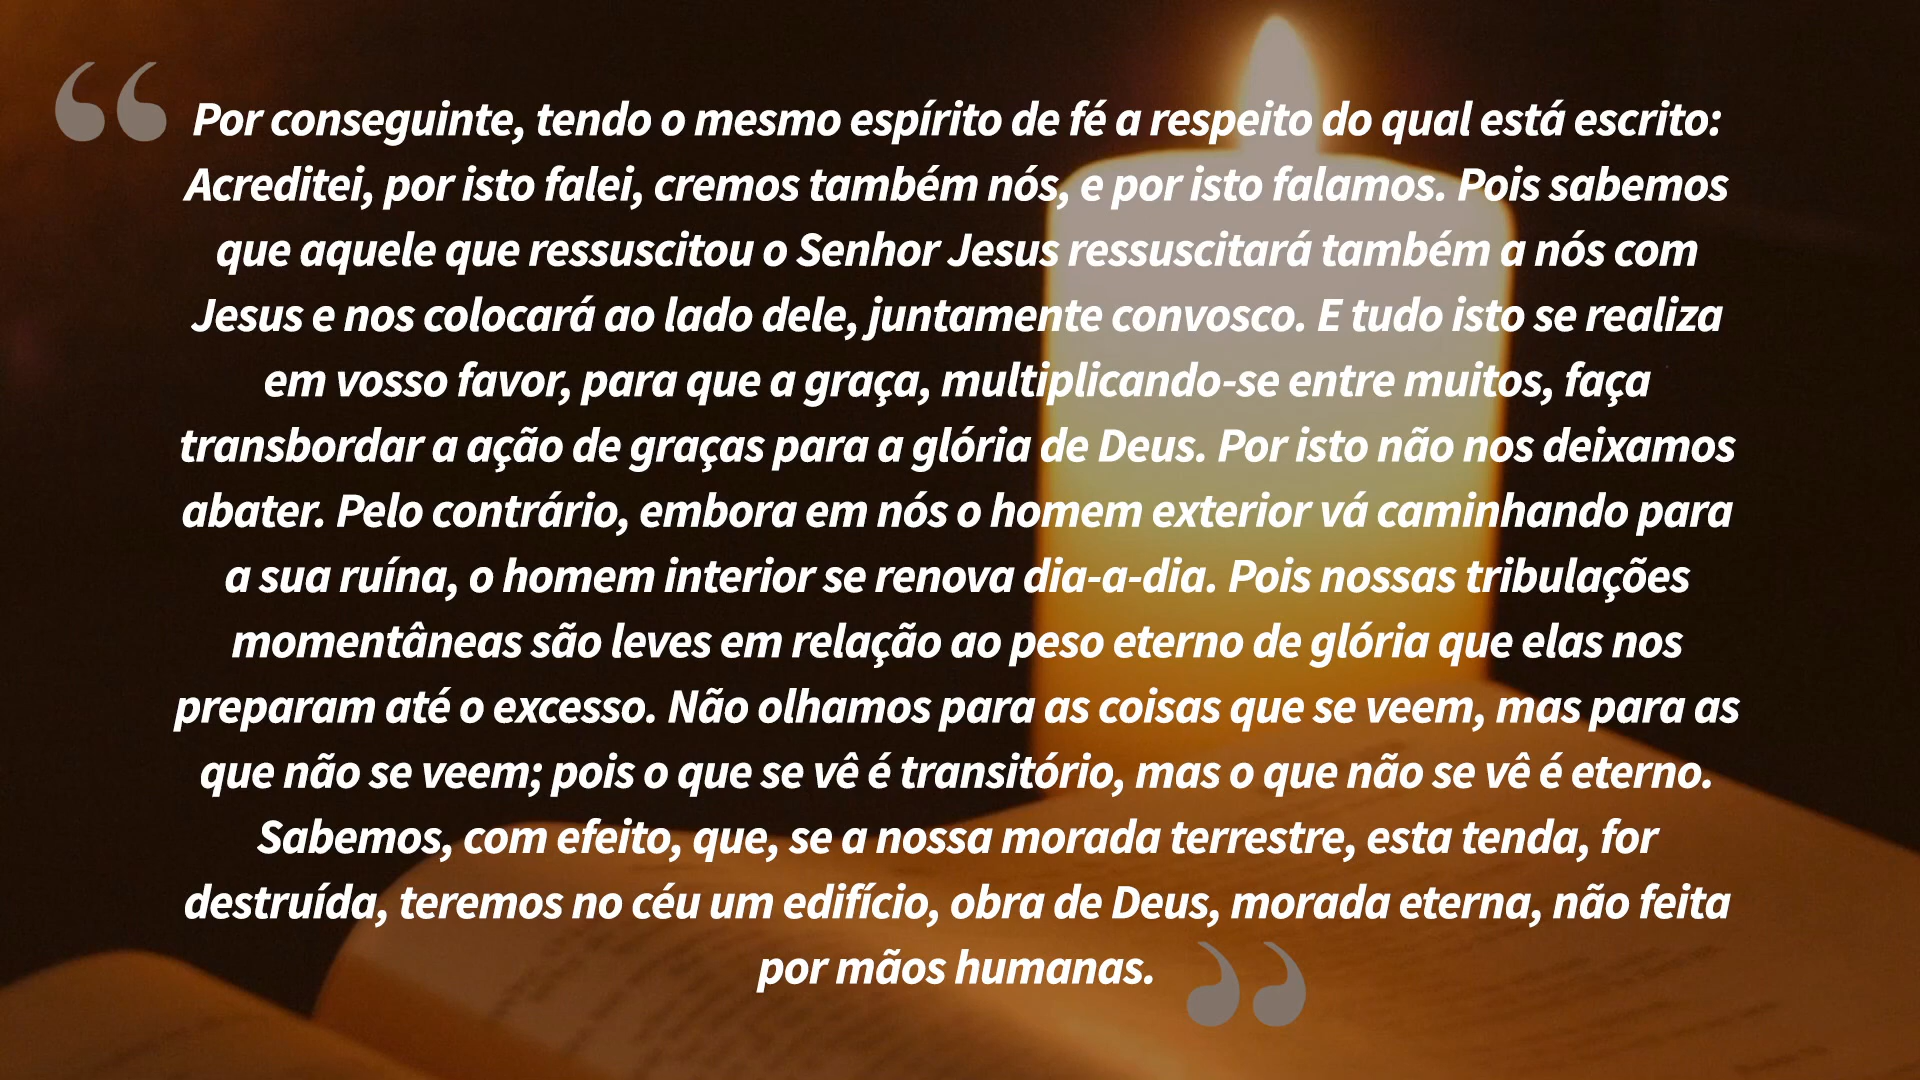 “ Por conseguinte, tendo o mesmo espírito de fé a respeito do qual está escrito:
Acreditei, por isto falei, cremos também nós, e por isto falamos. Pois sabemos
que aquele que ressuscitou o Senhor Jesus ressuscitará também a nós com
Jesus e nos colocará ao lado dele, juntamente convosco. E tudo isto se realiza
em vosso favor, para que a graça, multiplicando-se entre muitos, faça
transbordar a ação de graças para a glória de Deus. Por isto não nos deixamos
abater. Pelo contrário, embora em nós o homem exterior vá caminhando para
a sua ruína, o homem interior se renova dia-a-dia. Pois nossas tribulações
momentâneas são leves em relação ao peso eterno de glória que elas nos
preparam até o excesso. Não olhamos para as coisas que se veem, mas para as
que não se veem; pois o que se vê é transitório, mas o que não se vê é eterno.
Sabemos, com efeito, que, se a nossa morada terrestre, esta tenda, for
destruída, teremos no céu um edifício, obra de Deus, morada eterna, não feita
por mãos humanas. ”